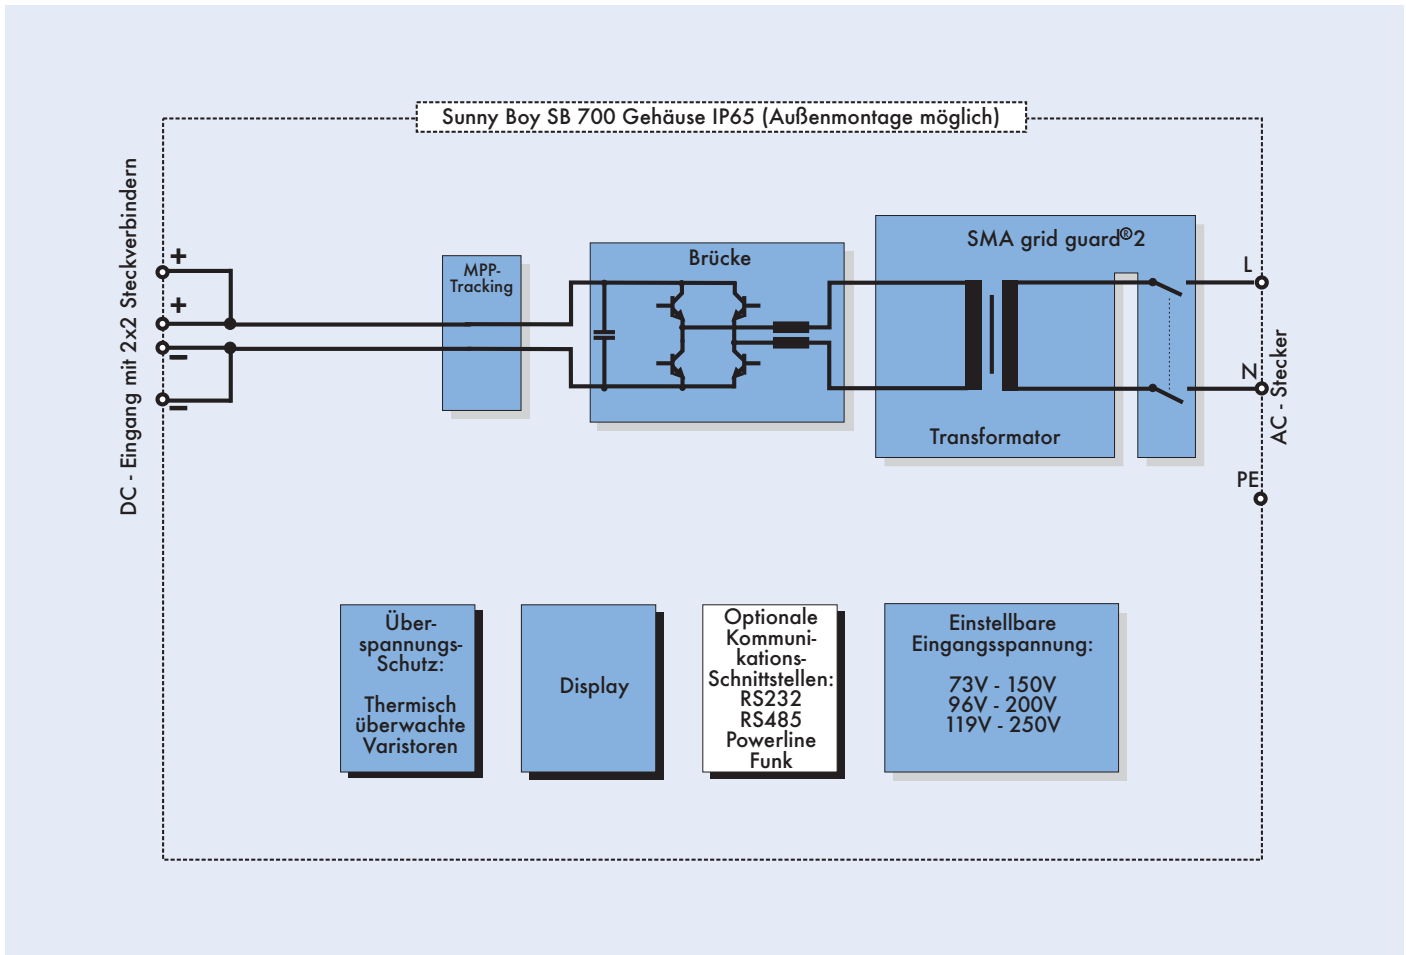 Sunny Boy SB 700 Gehäuse IP65 (Außenmontage möglich)
DC - Eingang mit 2x2 Steckverbindern
+
+
−
−
MPP-
Tracking
Brücke
SMA grid guard®2
Transformator
L
N
AC - Stecker
PE
Über-
spannungs-
Schutz:
Thermisch
überwachte
Varistoren
Display
Optionale
Kommuni-
kations-
Schnittstellen:
RS232
RS485
Powerline
Funk
Einstellbare
Eingangsspannung:
73V - 150V
96V - 200V
119V - 250V